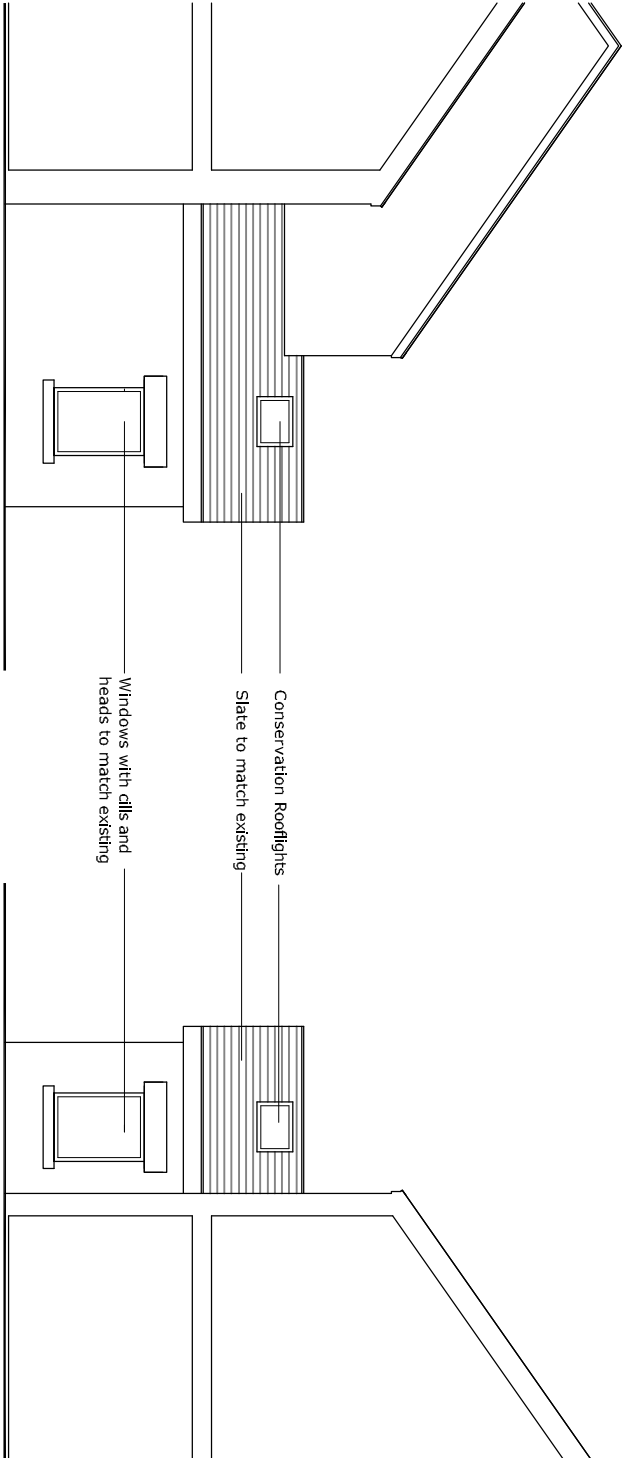 Conservation Rooflights
Slate to match existing
Windows with cills and
heads to match existing